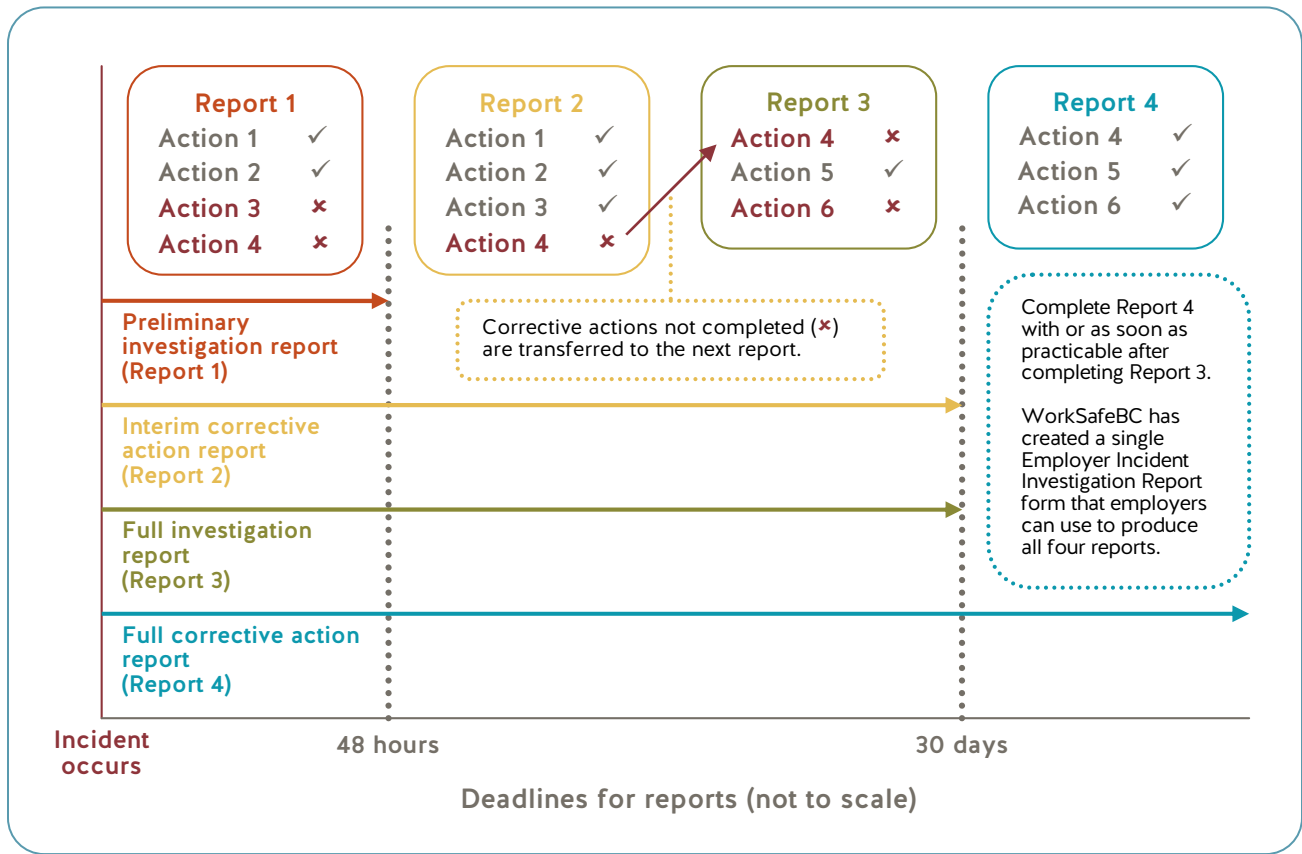 Report 1
Action 1 ✓
Action 2 ✓
Action 3 ✗
Action 4 ✗
Report 2
Action 1 ✓
Action 2 ✓
Action 3 ✓
Action 4 ✗
Report 3
Action 4 ✗
Action 5 ✓
Action 6 ✗
Report 4
Action 4 ✓
Action 5 ✓
Action 6 ✓
Preliminary
investigation report
(Report 1)
Corrective actions not completed (✗)
are transferred to the next report.
Interim corrective
action report
(Report 2)
Full investigation
report
(Report 3)
Full corrective action
report
(Report 4)
Complete Report 4
with or as soon as
practicable after
completing Report 3.
WorkSafeBC has
created a single
Employer Incident
Investigation Report
form that employers
can use to produce
all four reports.
Incident
occurs
48 hours
30 days
Deadlines for reports (not to scale)